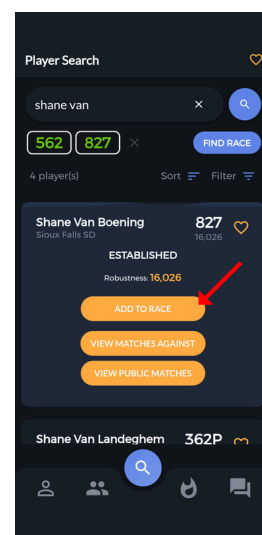 Player Search
shane van ×
562 827 × FIND RACE
4 player(s) Sort Filter
Shane Van Boening 827
Sioux Falls SD 16,026
ESTABLISHED
Robustness: 16,026
ADD TO RACE
VIEW MATCHES AGAINST
VIEW PUBLIC MATCHES
Shane Van Landeghem 362P